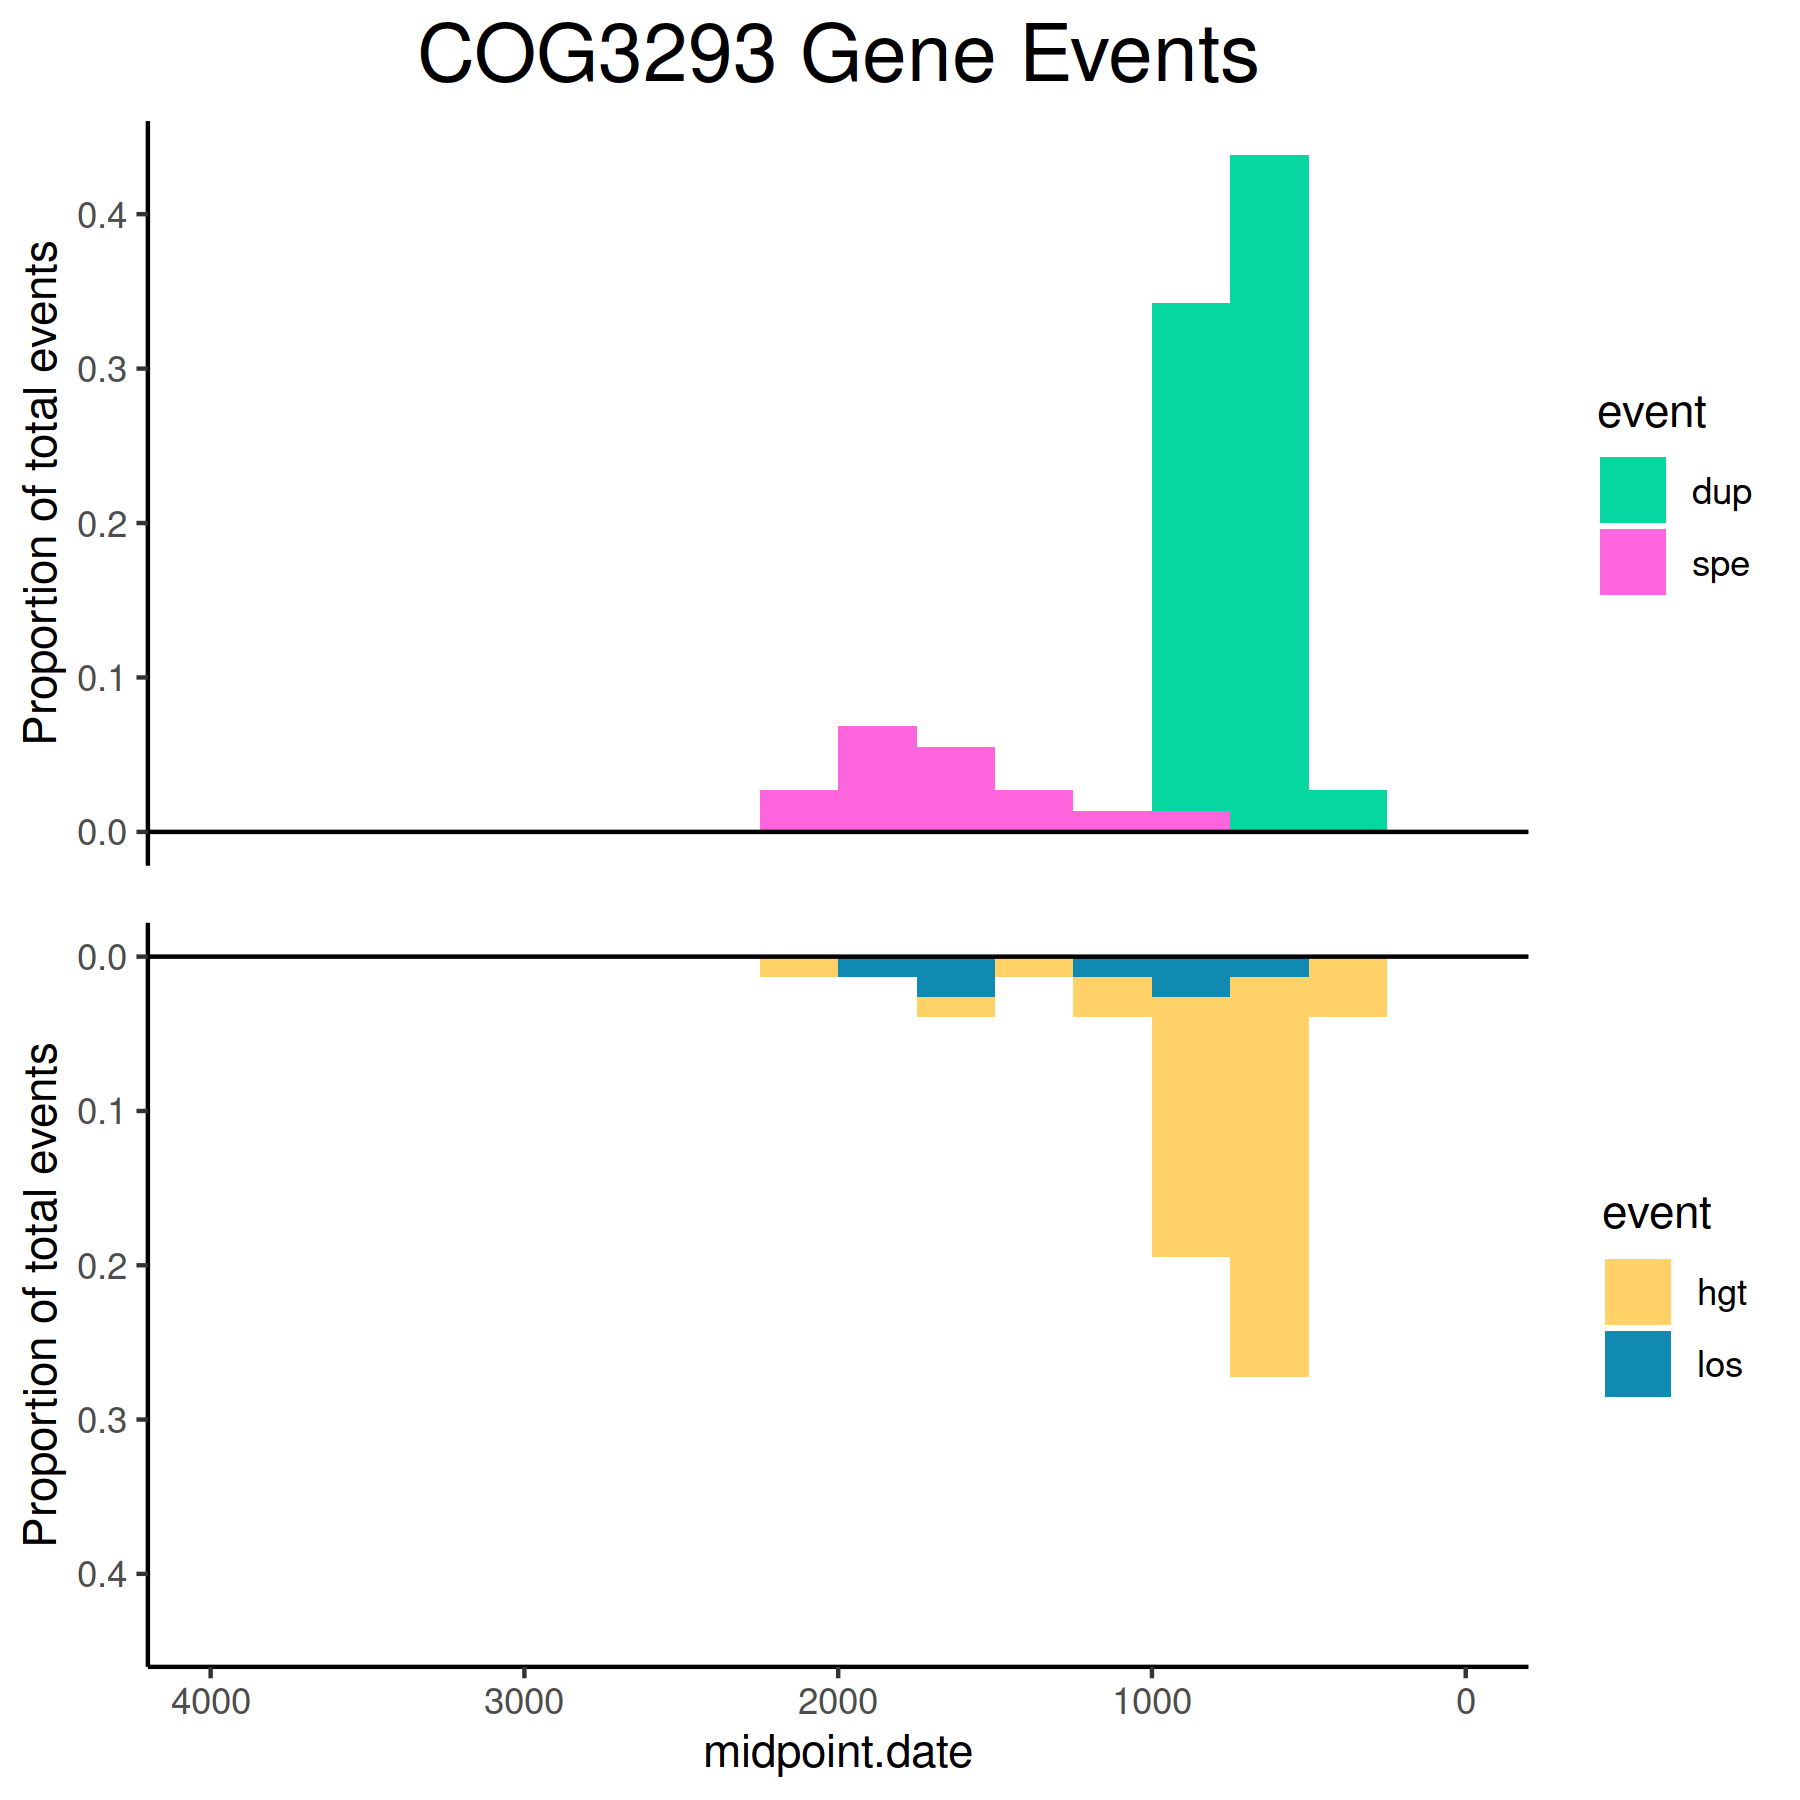 COG3293 Gene Events
Proportion of total events
0.4
0.3
0.2
0.1
0.0
event
dup
spe
Proportion of total events
0.0
0.1
0.2
0.3
0.4
event
hgt
los
4000 3000 2000 1000 0
midpoint.date